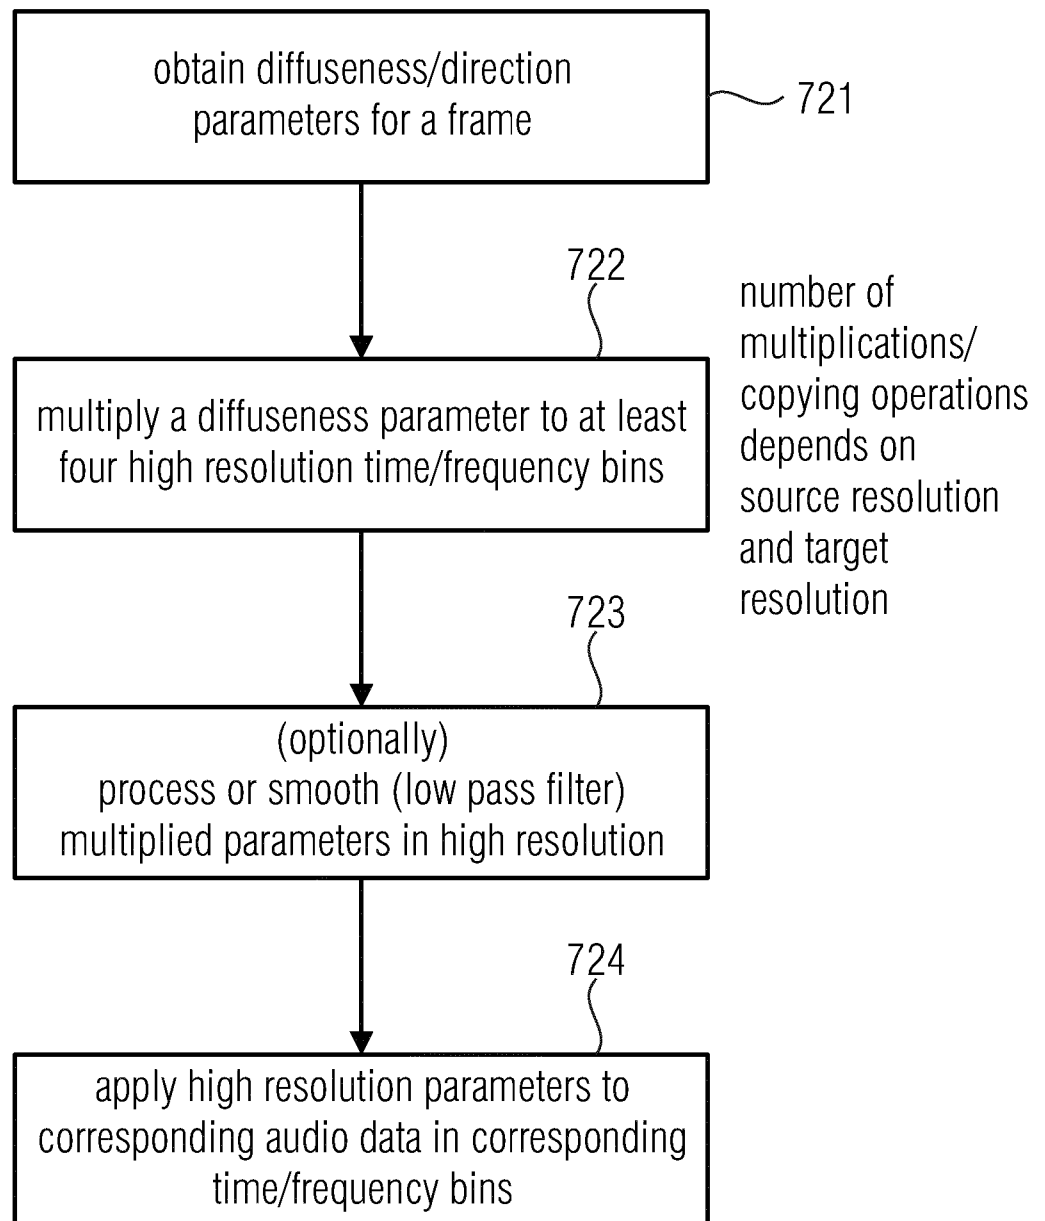 obtain diffuseness/direction
parameters for a frame
721
722
multiply a diffuseness parameter to at least
four high resolution time/frequency bins
number of
multiplications/
copying operations
depends on
source resolution
and target
resolution
723
(optionally)
process or smooth (low pass filter)
multiplied parameters in high resolution
724
apply high resolution parameters to
corresponding audio data in corresponding
time/frequency bins